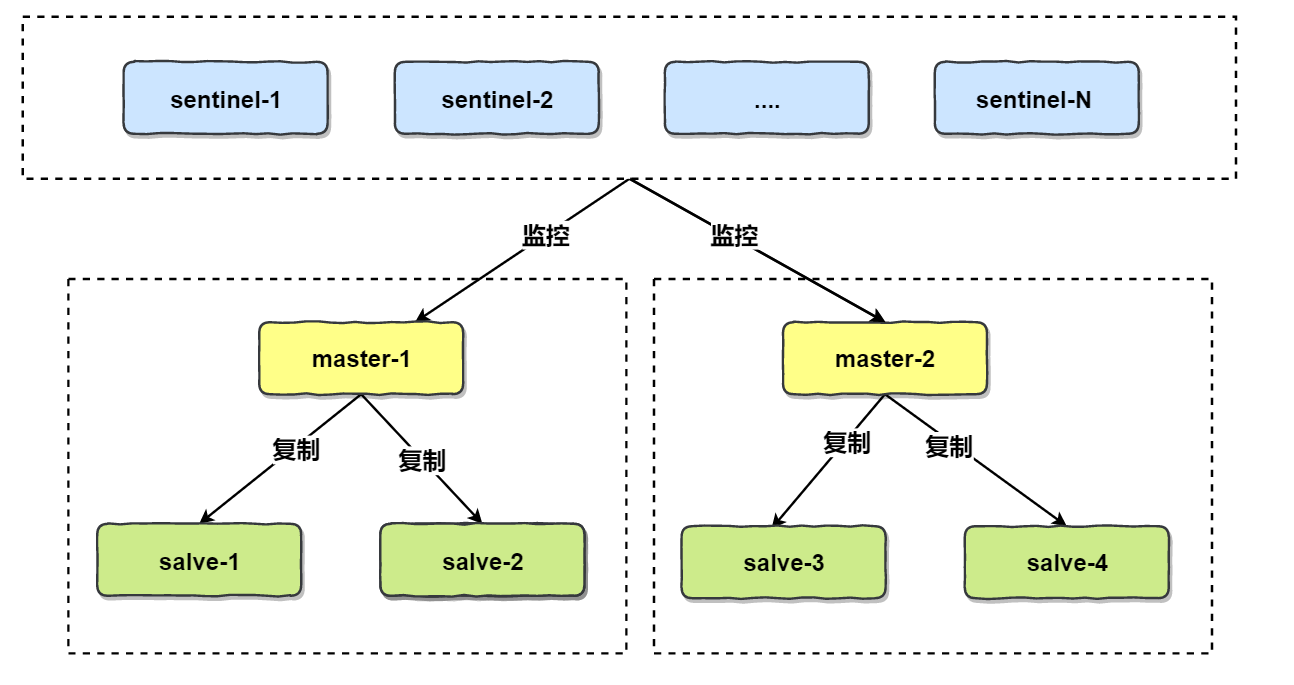 sentinel-1
sentinel-2
....
sentinel-N
监控
监控
master-1
master-2
复制
复制
复制
复制
salve-1
salve-2
salve-3
salve-4